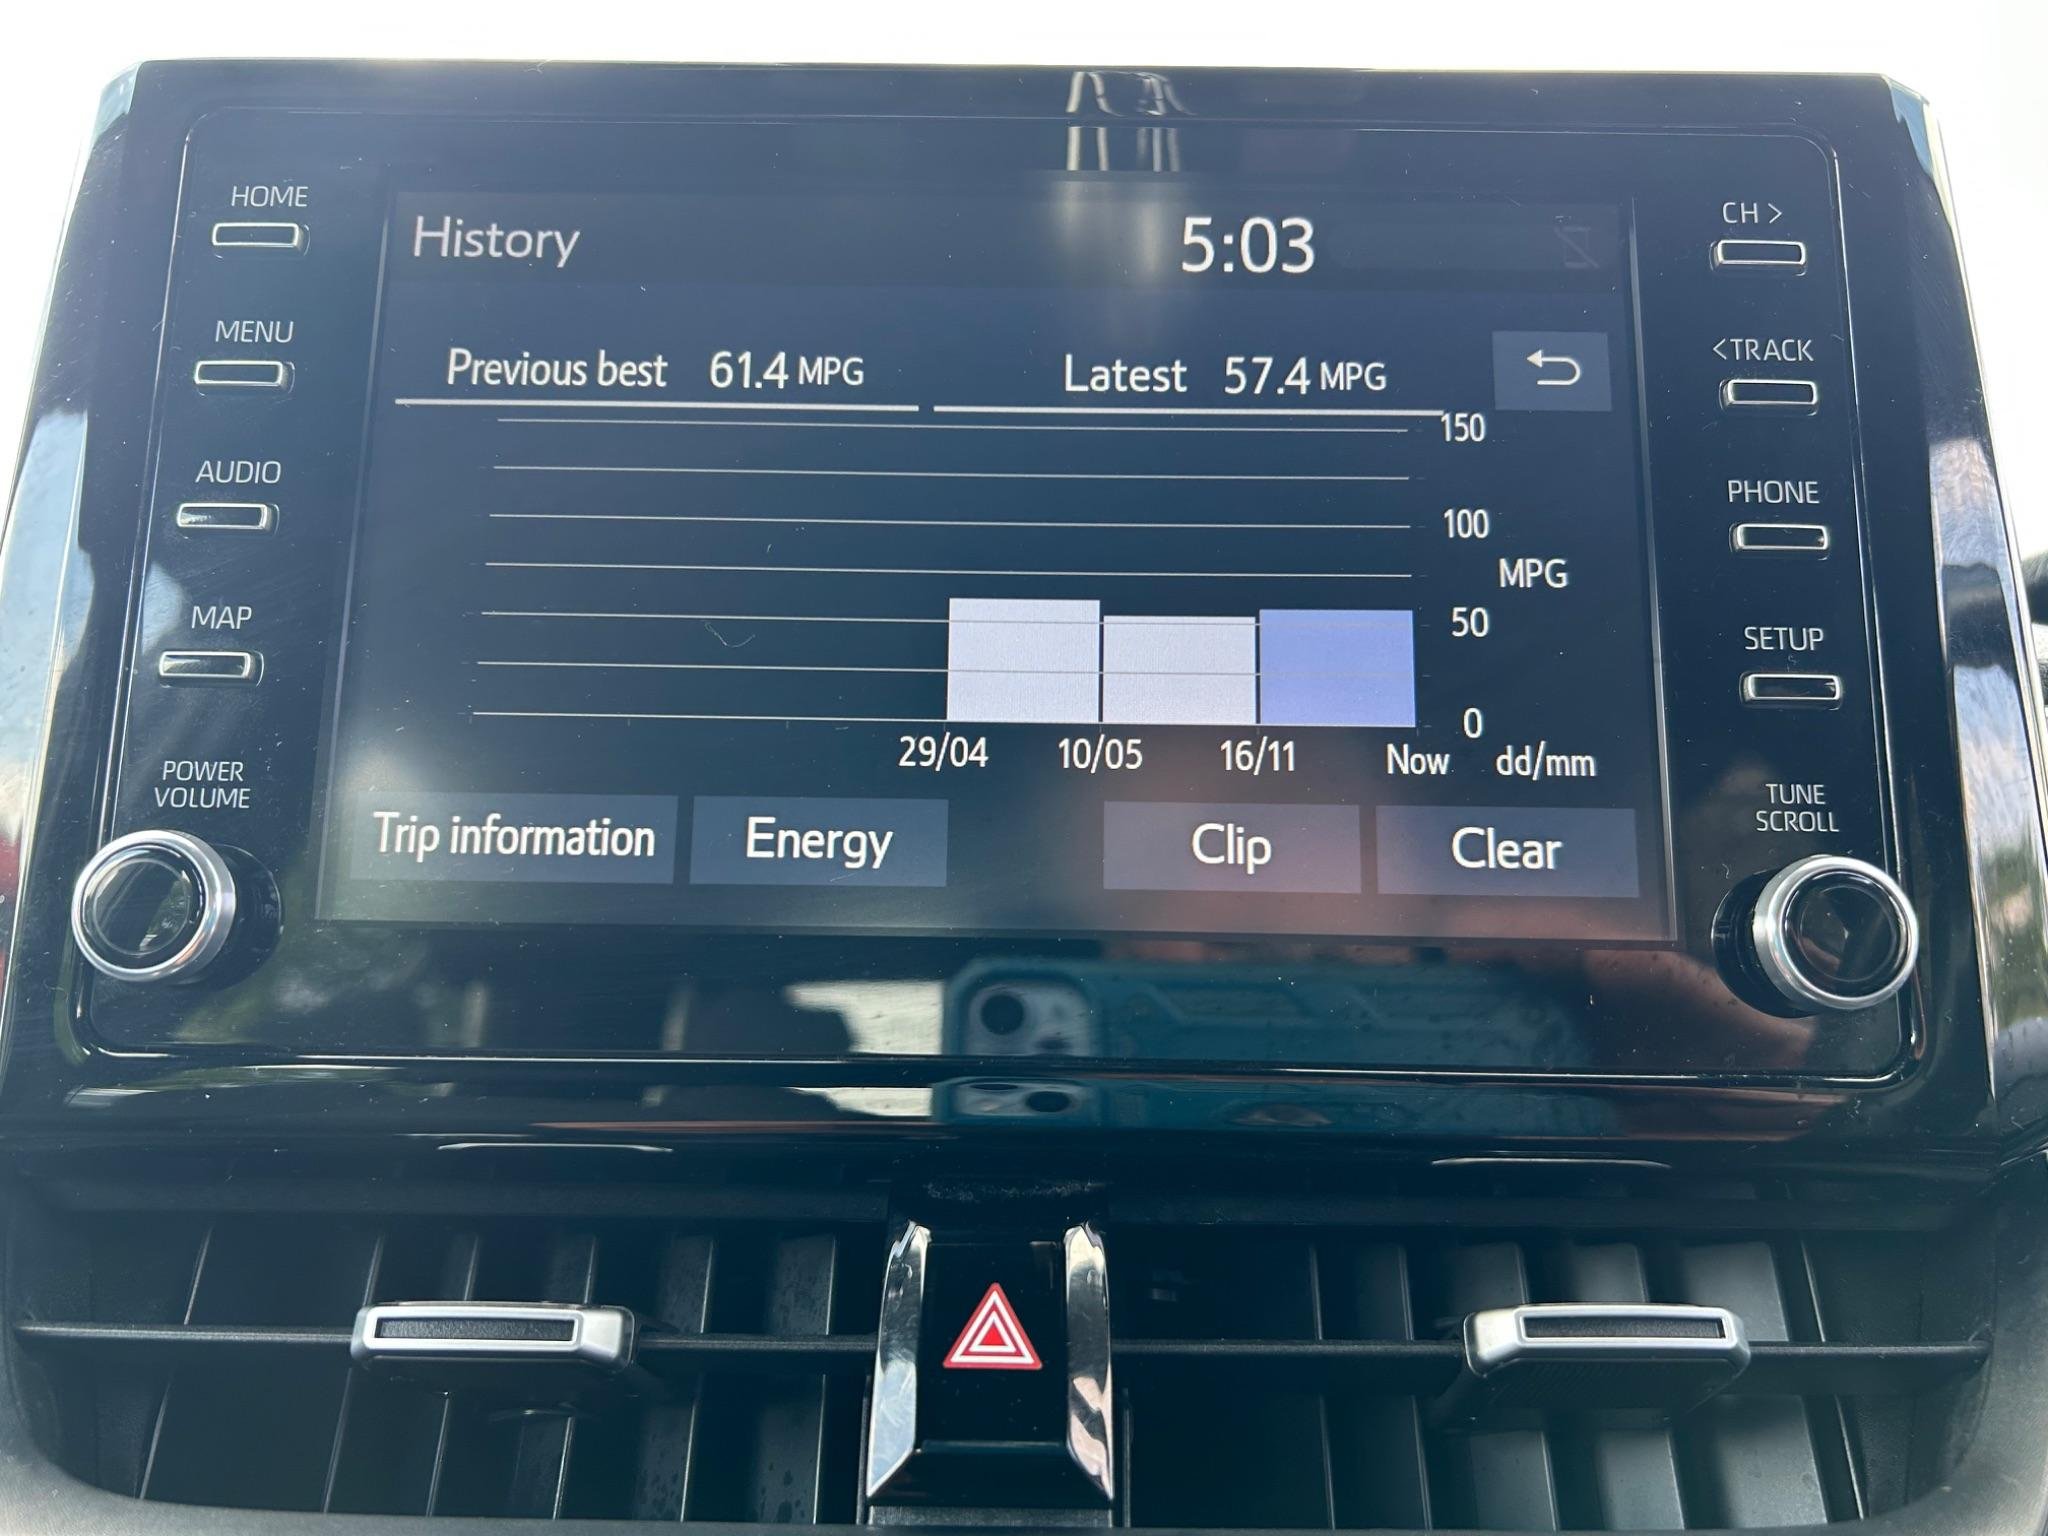 HOME
MENU
AUDIO
MAP
POWER
VOLUME
History
5:03
Previous best 61.4 MPG
Latest 57.4 MPG
150
100
MPG
50
0
29/04 10/05 16/11 Now dd/mm
Trip information
Energy
Clip
Clear
CH >
<TRACK
PHONE
SETUP
TUNE
SCROLL